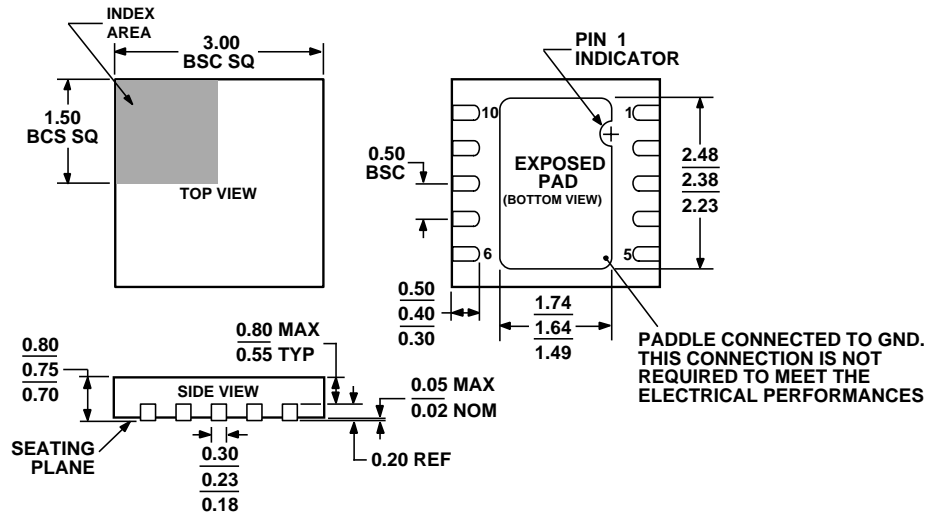 INDEX
AREA
3.00
BSC SQ
1.50
BCS SQ
TOP VIEW
PIN 1
INDICATOR
10
1
0.50
BSC
EXPOSED
PAD
(BOTTOM VIEW)
2.48
2.38
2.23
6
5
0.50
0.40
0.30
1.74
1.64
1.49
PADDLE CONNECTED TO GND.
THIS CONNECTION IS NOT
REQUIRED TO MEET THE
ELECTRICAL PERFORMANCES
0.80
0.75
0.70
0.80 MAX
0.55 TYP
SIDE VIEW
0.05 MAX
0.02 NOM
SEATING
PLANE
0.30
0.23
0.18
0.20 REF